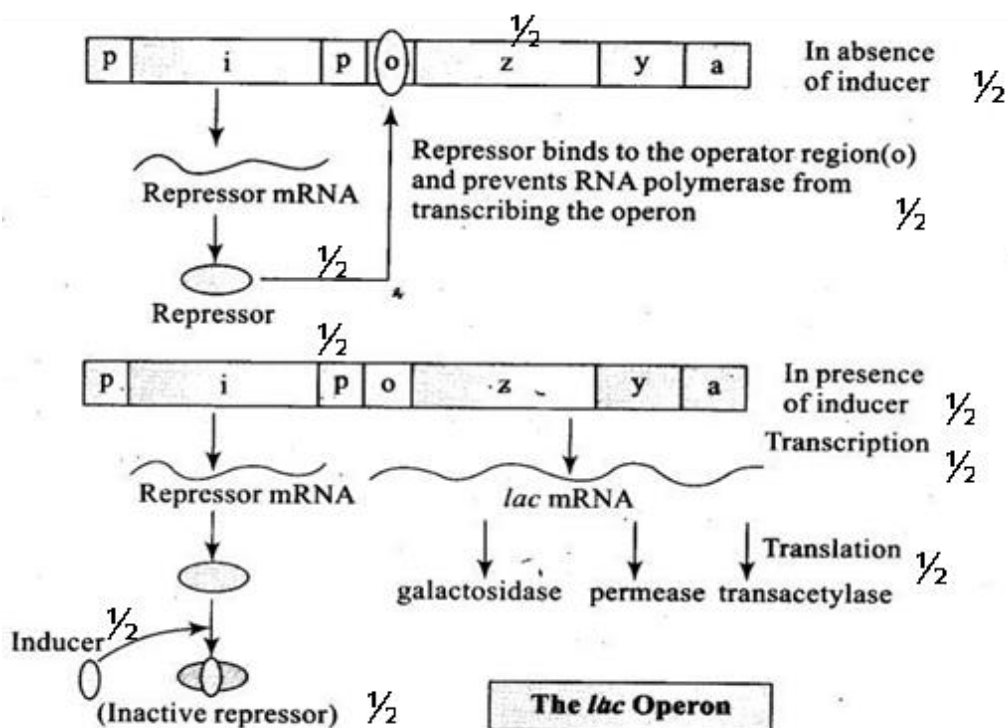 ½
p i p o z y a
In absence
of inducer ½
Repressor binds to the operator region(o)
and prevents RNA polymerase from
transcribing the operon ½
Repressor mRNA
½
Repressor
½
p i p o z y a
In presence
of inducer ½
Transcription ½
Repressor mRNA
lac mRNA
Translation ½
galactosidase permease transacetylase
Inducer ½
(Inactive repressor) ½
The lac Operon